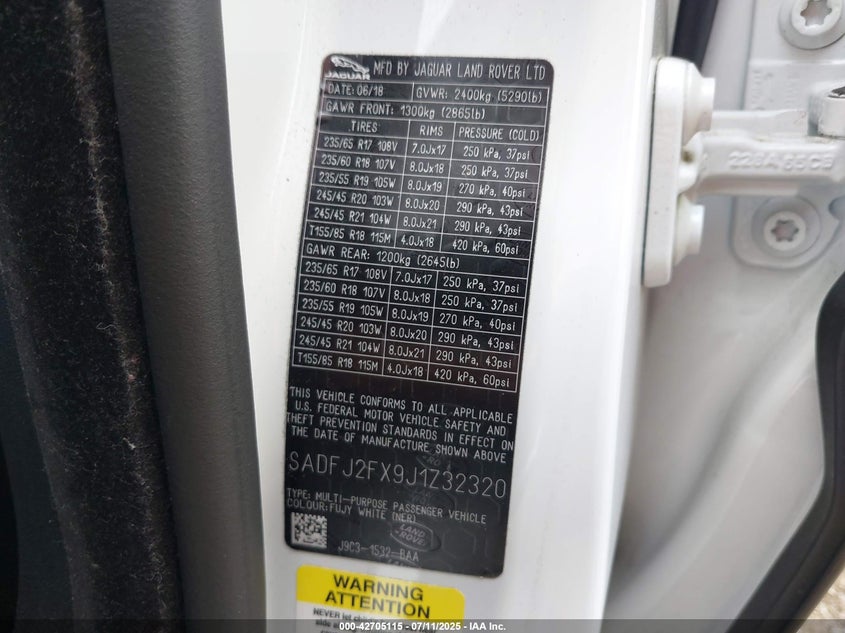 JAGUAR MFD BY JAGUAR LAND ROVER LTD
DATE: 06/18 GVWR: 2400kg (5290lb)
GAWR FRONT: 1300kg (2865lb)
TIRES RIMS PRESSURE (COLD)
235/65 R17 108V 7.0Jx17 250 kPa, 37psi
235/60 R18 107V 8.0Jx18 250 kPa, 37psi
235/55 R19 105W 8.0Jx19 270 kPa, 40psi
245/45 R20 103W 8.0Jx20 290 kPa, 43psi
245/45 R21 104W 8.0Jx21 290 kPa, 43psi
T155/85 R18 115M 4.0Jx18 420 kPa, 60psi
GAWR REAR: 1200kg (2645lb)
235/65 R17 108V 7.0Jx17 250 kPa, 37psi
235/60 R18 107V 8.0Jx18 250 kPa, 37psi
235/55 R19 105W 8.0Jx19 270 kPa, 40psi
245/45 R20 103W 8.0Jx20 290 kPa, 43psi
245/45 R21 104W 8.0Jx21 290 kPa, 43psi
T155/85 R18 115M 4.0Jx18 420 kPa, 60psi
THIS VEHICLE CONFORMS TO ALL APPLICABLE
U.S. FEDERAL MOTOR VEHICLE SAFETY AND
THEFT PREVENTION STANDARDS IN EFFECT ON
THE DATE OF MANUFACTURE SHOWN ABOVE
SADFJ2FX9J1Z32320
TYPE: MULTI-PURPOSE PASSENGER VEHICLE
COLOUR:FUJY WHITE (NER)
LAND ROVER
J9C3-1532-BAA
WARNING
ATTENTION
NEVER let
000-42705115 - 07/11/2025 - IAA Inc.